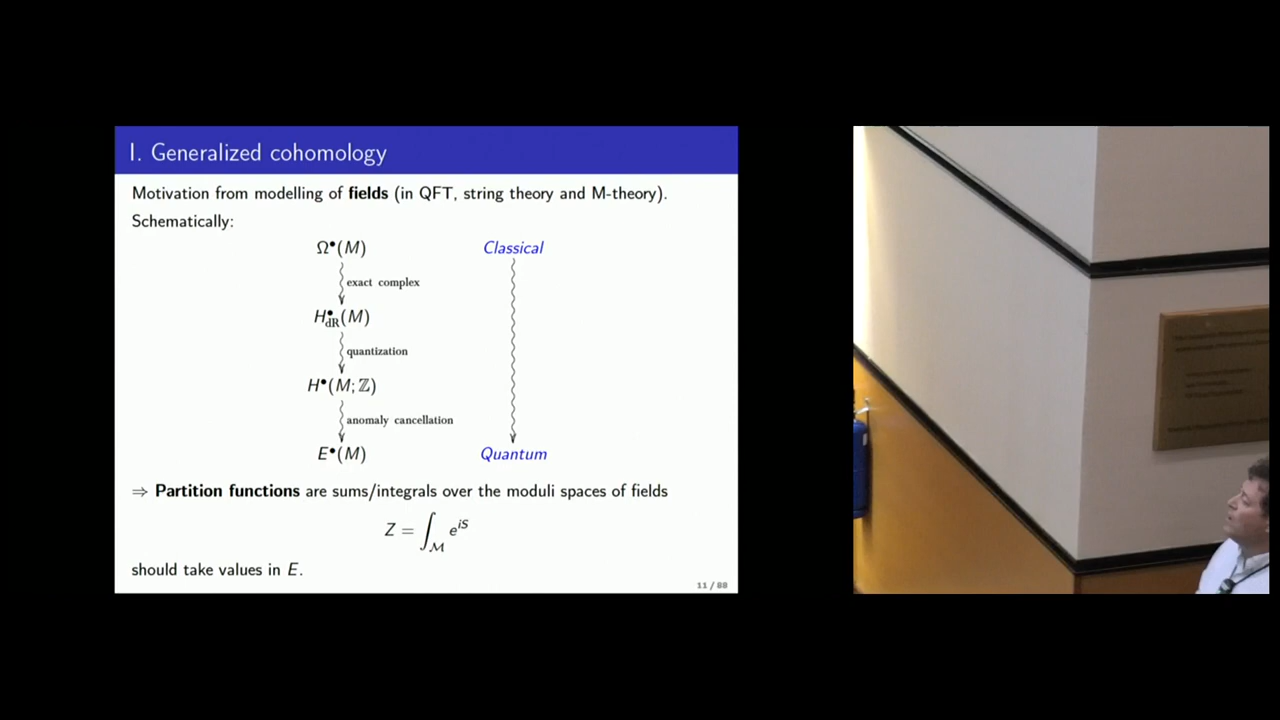 I. Generalized cohomology
Motivation from modelling of fields (in QFT, string theory and M-theory).
Schematically:
Ω•(M) Classical
exact complex
H•dR(M)
quantization
H•(M; ℤ)
anomaly cancellation
E•(M) Quantum
⇒ Partition functions are sums/integrals over the moduli spaces of fields
Z = ∫_ℳ e^{iS}
should take values in E.
11 / 88